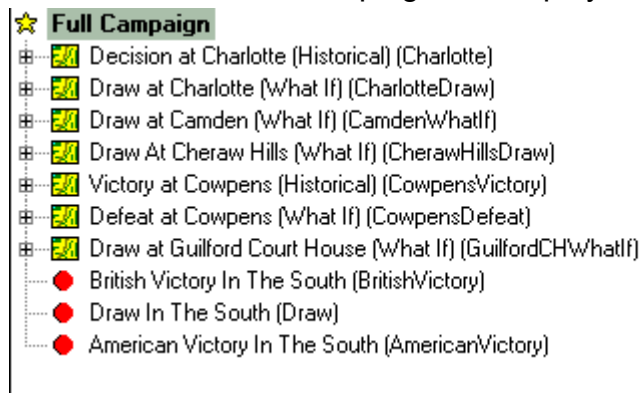 Full Campaign
Decision at Charlotte (Historical) (Charlotte)
Draw at Charlotte (What If) (CharlotteDraw)
Draw at Camden (What If) (CamdenWhatIf)
Draw At Cheraw Hills (What If) (CherawHillsDraw)
Victory at Cowpens (Historical) (CowpensVictory)
Defeat at Cowpens (What If) (CowpensDefeat)
Draw at Guilford Court House (What If) (GuilfordCHWhatIf)
British Victory In The South (BritishVictory)
Draw In The South (Draw)
American Victory In The South (AmericanVictory)